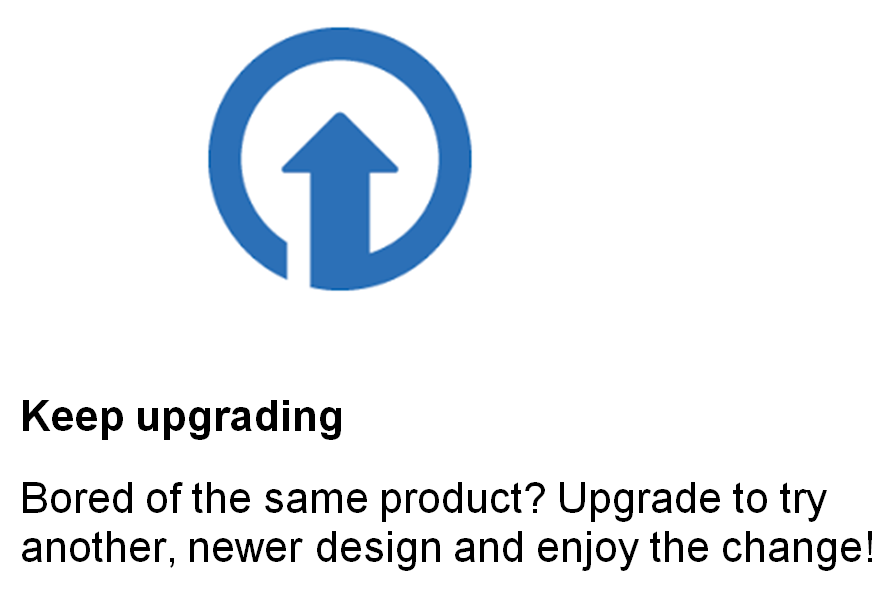 Keep upgrading
Bored of the same product? Upgrade to try
another, newer design and enjoy the change!